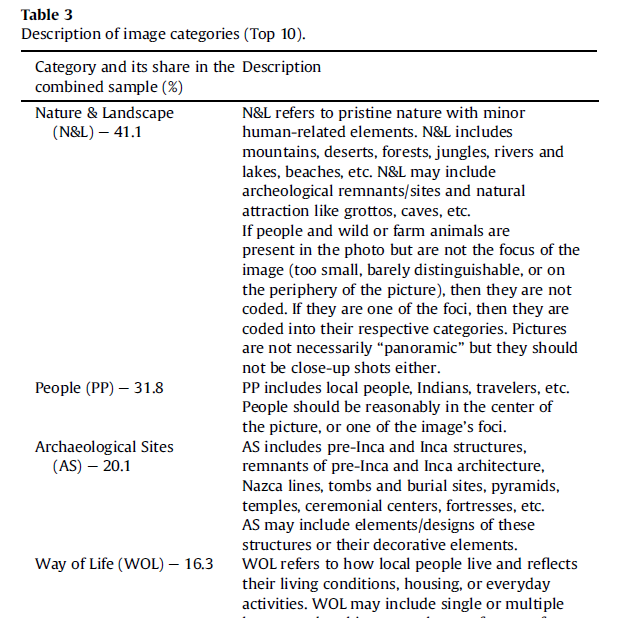 Table 3
Description of image categories (Top 10).
Category and its share in the Description
combined sample (%)
Nature & Landscape N&L refers to pristine nature with minor
(N&L) – 41.1 human-related elements. N&L includes
mountains, deserts, forests, jungles, rivers and
lakes, beaches, etc. N&L may include
archeological remnants/sites and natural
attraction like grottos, caves, etc.
If people and wild or farm animals are
present in the photo but are not the focus of the
image (too small, barely distinguishable, or on
the periphery of the picture), then they are not
coded. If they are one of the foci, then they are
coded into their respective categories. Pictures
are not necessarily “panoramic” but they should
not be close-up shots either.
People (PP) – 31.8 PP includes local people, Indians, travelers, etc.
People should be reasonably in the center of
the picture, or one of the image’s foci.
Archaeological Sites AS includes pre-Inca and Inca structures,
(AS) – 20.1 remnants of pre-Inca and Inca architecture,
Nazca lines, tombs and burial sites, pyramids,
temples, ceremonial centers, fortresses, etc.
AS may include elements/designs of these
structures or their decorative elements.
Way of Life (WOL) – 16.3 WOL refers to how local people live and reflects
their living conditions, housing, or everyday
activities. WOL may include single or multiple